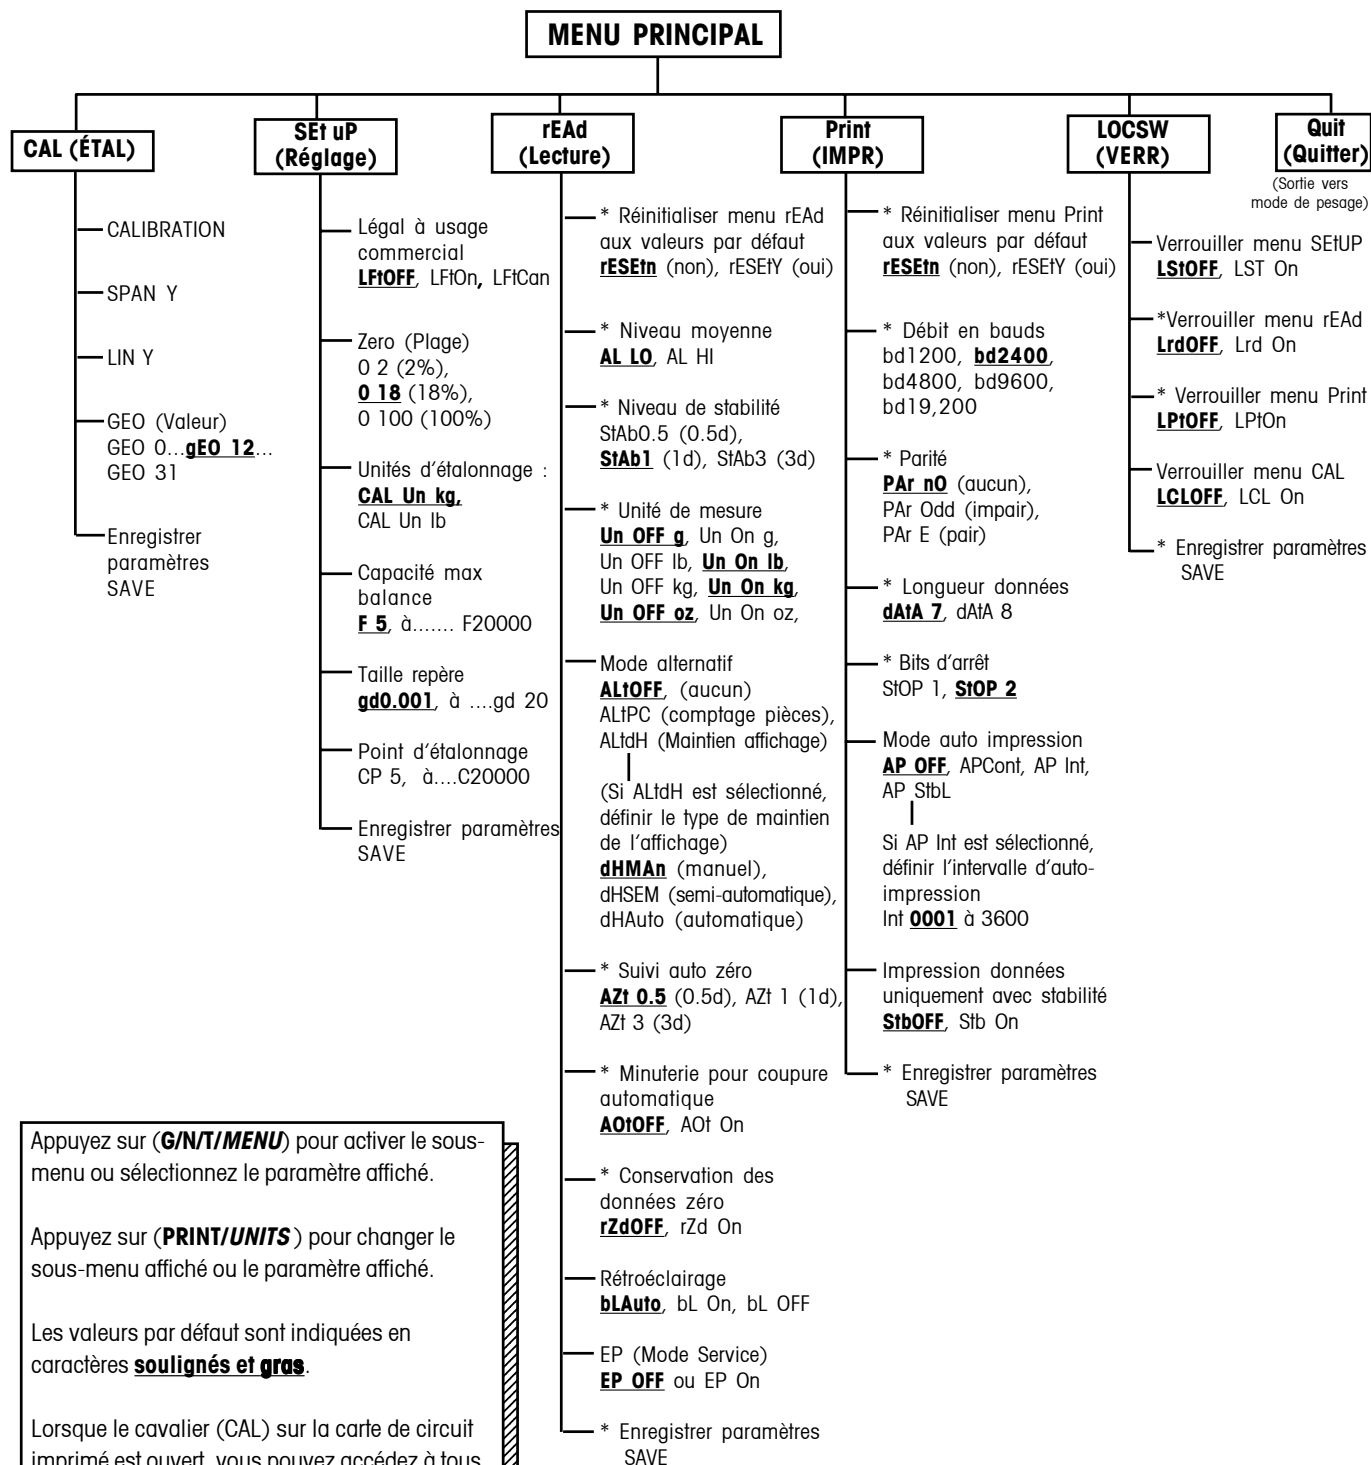 MENU PRINCIPAL
CAL (ÉTAL)
CALIBRATION
SPAN Y
LIN Y
GEO (Valeur)
GEO 0...gEO 12...
GEO 31
Enregistrer
paramètres
SAVE
SEt uP
(Réglage)
Légal à usage
commercial
LFtOFF, LFtOn, LFtCan
Zero (Plage)
0 2 (2%),
0 18 (18%),
0 100 (100%)
Unités d'étalonnage :
CAL Un kg,
CAL Un lb
Capacité max
balance
F 5, à....... F20000
Taille repère
gd0.001, à ....gd 20
Point d'étalonnage
CP 5, à....C20000
Enregistrer paramètres
SAVE
rEAd
(Lecture)
* Réinitialiser menu rEAd
aux valeurs par défaut
rESEtn (non), rESEtY (oui)
* Niveau moyenne
AL LO, AL HI
* Niveau de stabilité
StAb0.5 (0.5d),
StAb1 (1d), StAb3 (3d)
* Unité de mesure
Un OFF g, Un On g,
Un OFF lb, Un On lb,
Un OFF kg, Un On kg,
Un OFF oz, Un On oz,
Mode alternatif
ALtOFF, (aucun)
ALtPC (comptage pièces),
ALtdH (Maintien affichage)
(Si ALtdH est sélectionné,
définir le type de maintien
de l'affichage)
dHMAn (manuel),
dHSEM (semi-automatique),
dHAuto (automatique)
* Suivi auto zéro
AZt 0.5 (0.5d), AZt 1 (1d),
AZt 3 (3d)
* Minuterie pour coupure
automatique
AOtOFF, AOt On
* Conservation des
données zéro
rZdOFF, rZd On
Rétroéclairage
bLAuto, bL On, bL OFF
EP (Mode Service)
EP OFF ou EP On
* Enregistrer paramètres
SAVE
Print
(IMPR)
* Réinitialiser menu Print
aux valeurs par défaut
rESEtn (non), rESEtY (oui)
* Débit en bauds
bd1200, bd2400,
bd4800, bd9600,
bd19,200
* Parité
PAr nO (aucun),
PAr Odd (impair),
PAr E (pair)
* Longueur données
dAtA 7, dAtA 8
* Bits d'arrêt
StOP 1, StOP 2
Mode auto impression
AP OFF, APCont, AP Int,
AP StbL
Si AP Int est sélectionné,
définir l'intervalle d'auto-
impression
Int 0001 à 3600
Impression données
uniquement avec stabilité
StbOFF, Stb On
* Enregistrer paramètres
SAVE
LOCSW
(VERR)
Verrouiller menu SEtUP
LStOFF, LST On
*Verrouiller menu rEAd
LrdOFF, Lrd On
* Verrouiller menu Print
LPtOFF, LPtOn
Verrouiller menu CAL
LCLOFF, LCL On
* Enregistrer paramètres
SAVE
Quit
(Quitter)
(Sortie vers
mode de pesage)
Appuyez sur (G/N/T/MENU) pour activer le sous-
menu ou sélectionnez le paramètre affiché.
Appuyez sur (PRINT/UNITS ) pour changer le
sous-menu affiché ou le paramètre affiché.
Les valeurs par défaut sont indiquées en
caractères soulignés et gras.
Lorsque le cavalier (CAL) sur la carte de circuit
imprimé est ouvert, vous pouvez accédez à tous